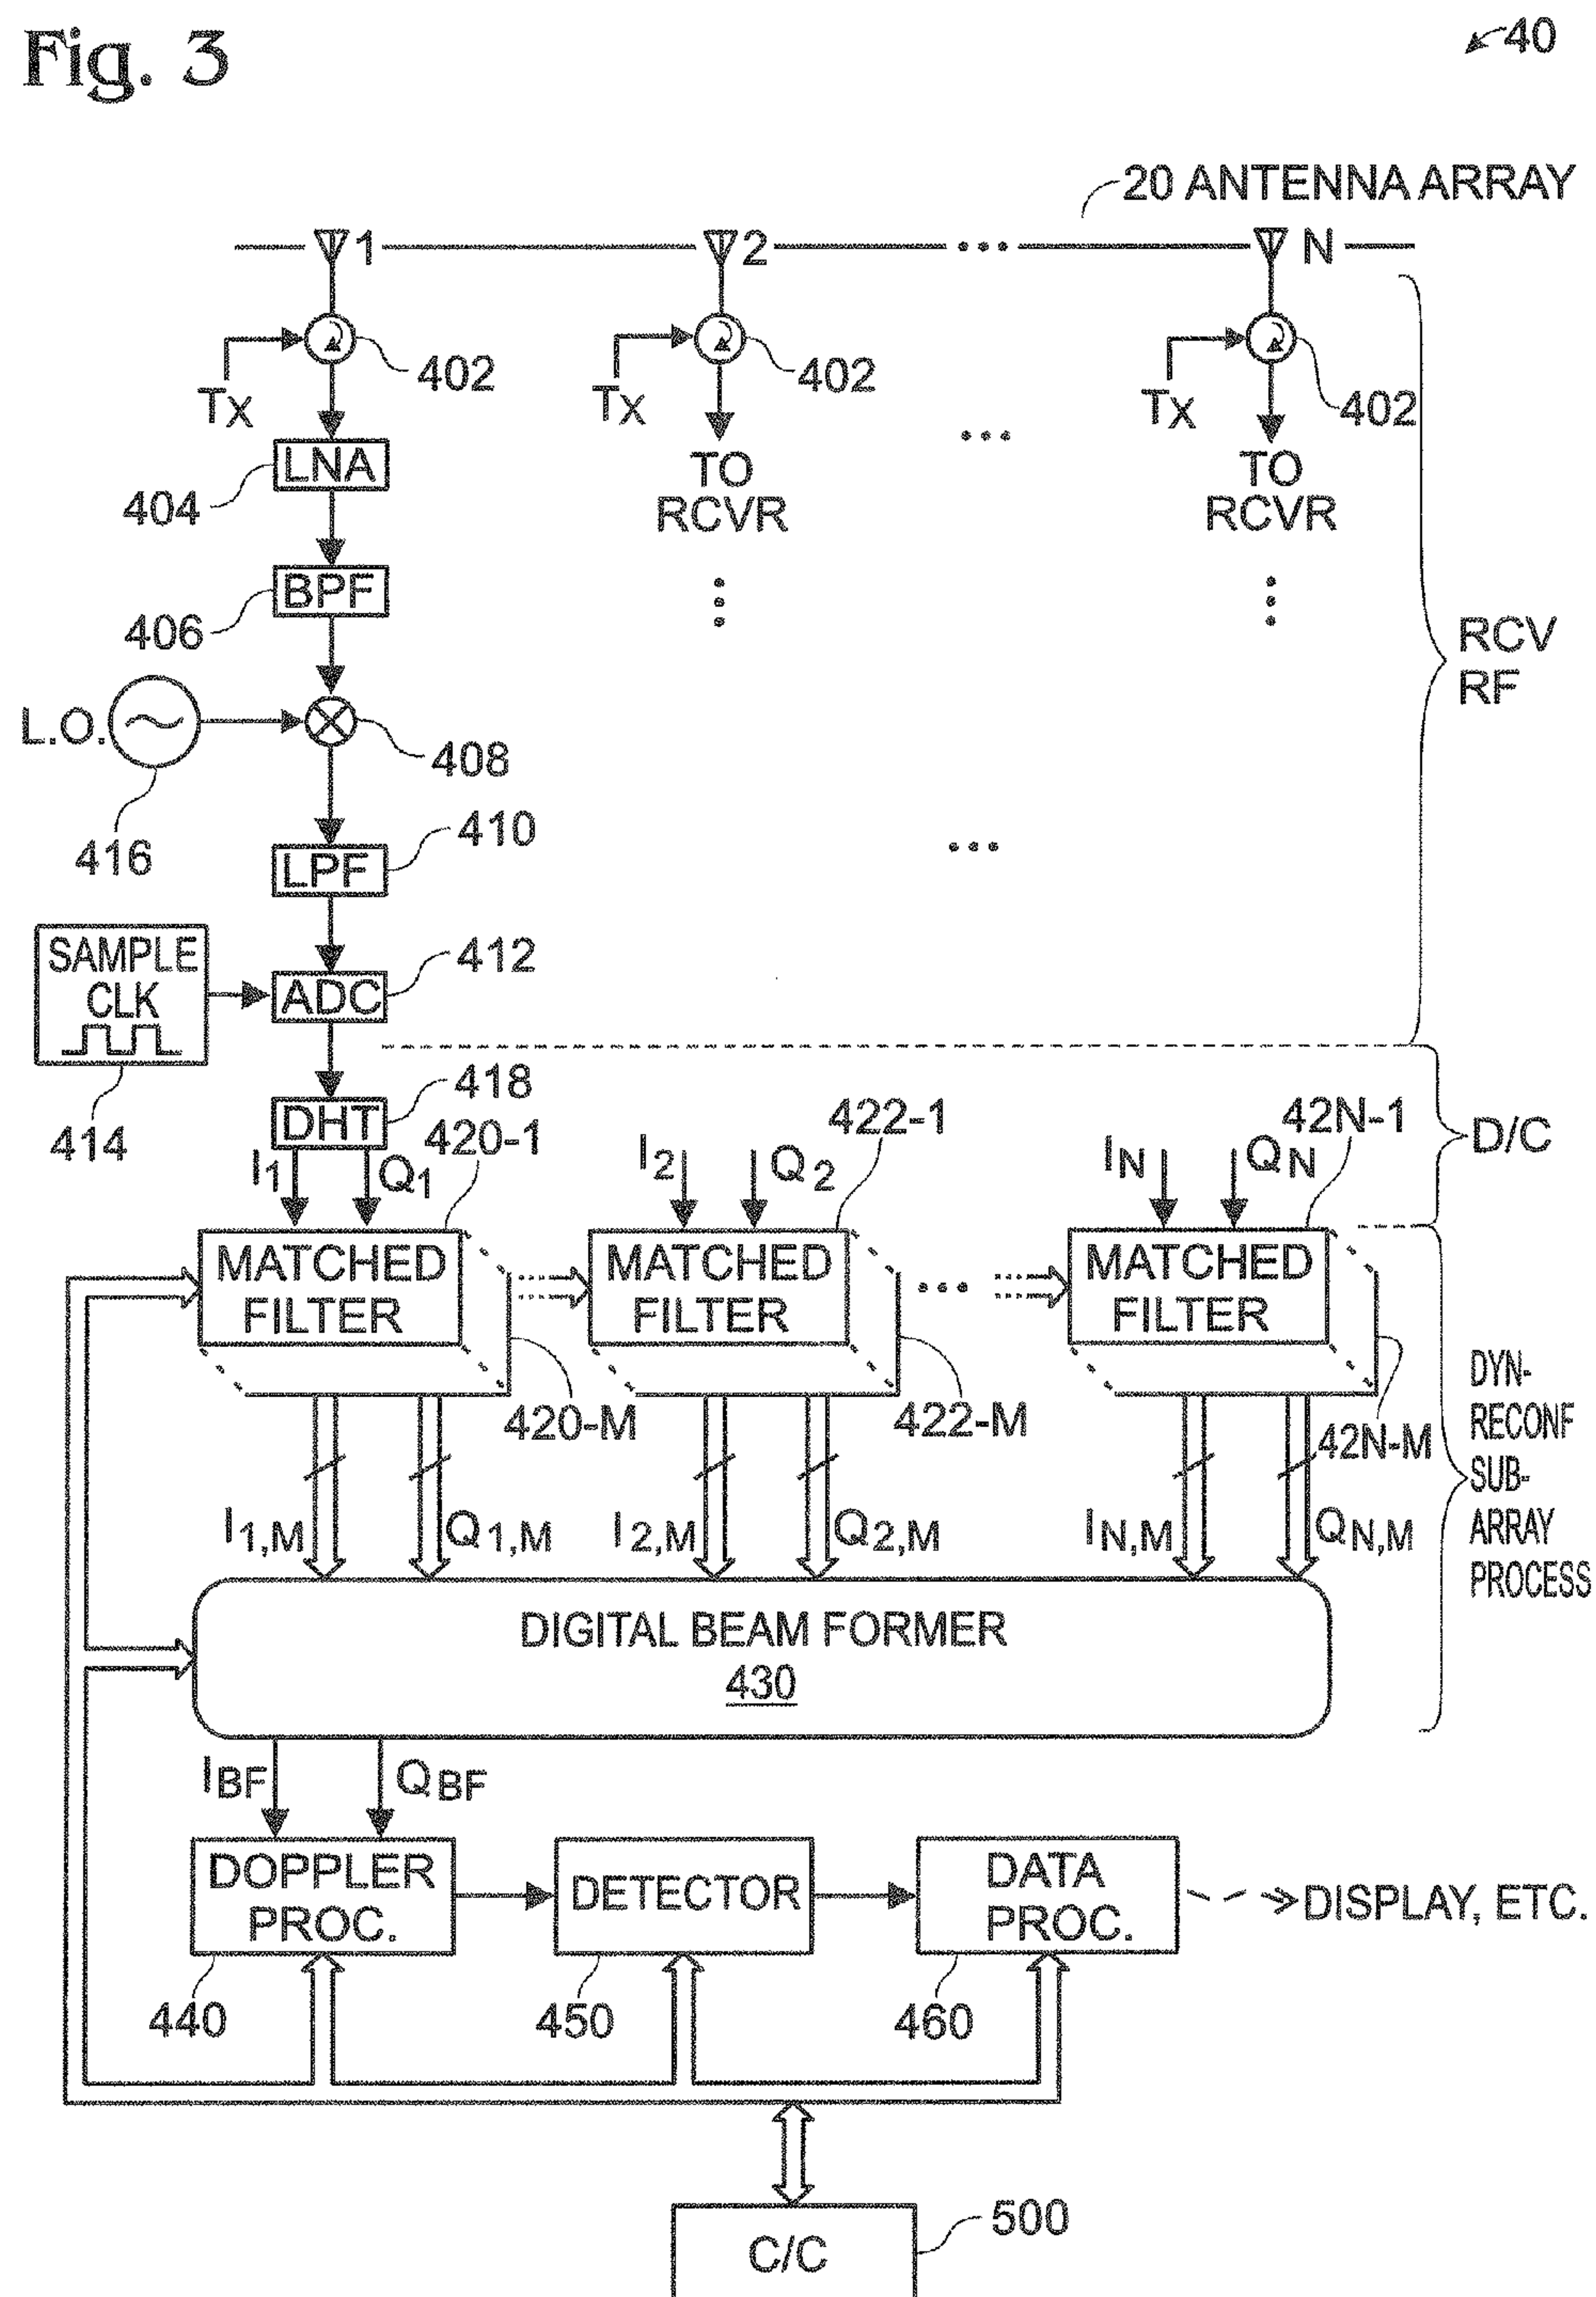 Fig. 3
40
20 ANTENNA ARRAY
1
2
...
N
TX
402
TX
402
TX
402
LNA
404
TO
RCVR
...
TO
RCVR
BPF
406
RCV
RF
L.O.
408
416
410
LPF
...
SAMPLE
CLK
412
ADC
414
418
DHT
D/C
I1
Q1
420-1
I2
Q2
422-1
IN
QN
42N-1
MATCHED
FILTER
MATCHED
FILTER
...
MATCHED
FILTER
420-M
422-M
42N-M
DYN-
RECONF
SUB-
ARRAY
PROCESS
I1,M
Q1,M
I2,M
Q2,M
IN,M
QN,M
DIGITAL BEAM FORMER
430
IBF
QBF
DOPPLER
PROC.
DETECTOR
DATA
PROC.
DISPLAY, ETC.
440
450
460
500
C/C